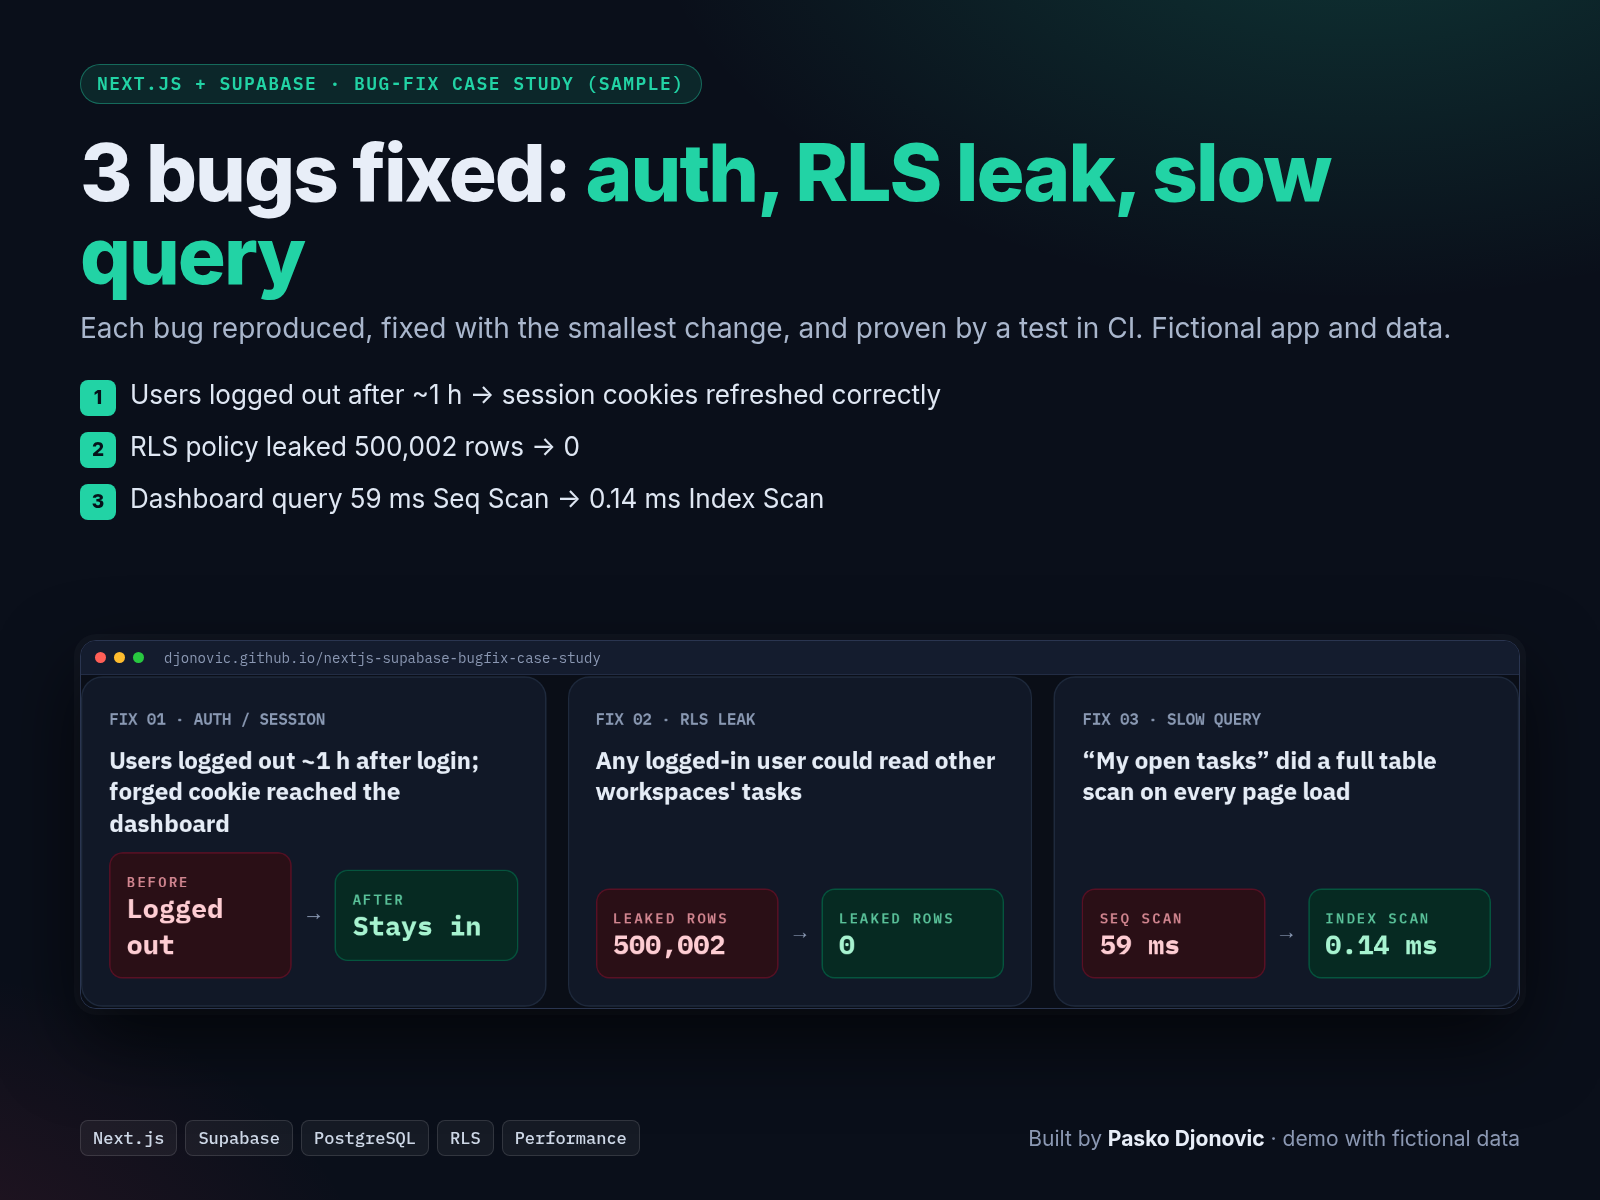 NEXT.JS + SUPABASE · BUG-FIX CASE STUDY (SAMPLE)
3 bugs fixed: auth, RLS leak, slow
query
Each bug reproduced, fixed with the smallest change, and proven by a test in CI. Fictional app and data.
1 Users logged out after ~1 h → session cookies refreshed correctly
2 RLS policy leaked 500,002 rows → 0
3 Dashboard query 59 ms Seq Scan → 0.14 ms Index Scan
djonovic.github.io/nextjs-supabase-bugfix-case-study
FIX 01 · AUTH / SESSION
Users logged out ~1 h after login;
forged cookie reached the
dashboard
BEFORE
Logged
out
→
AFTER
Stays in
FIX 02 · RLS LEAK
Any logged-in user could read other
workspaces' tasks
LEAKED ROWS
500,002
→
LEAKED ROWS
0
FIX 03 · SLOW QUERY
“My open tasks” did a full table
scan on every page load
SEQ SCAN
59 ms
→
INDEX SCAN
0.14 ms
Next.js
Supabase
PostgreSQL
RLS
Performance
Built by Pasko Djonovic · demo with fictional data